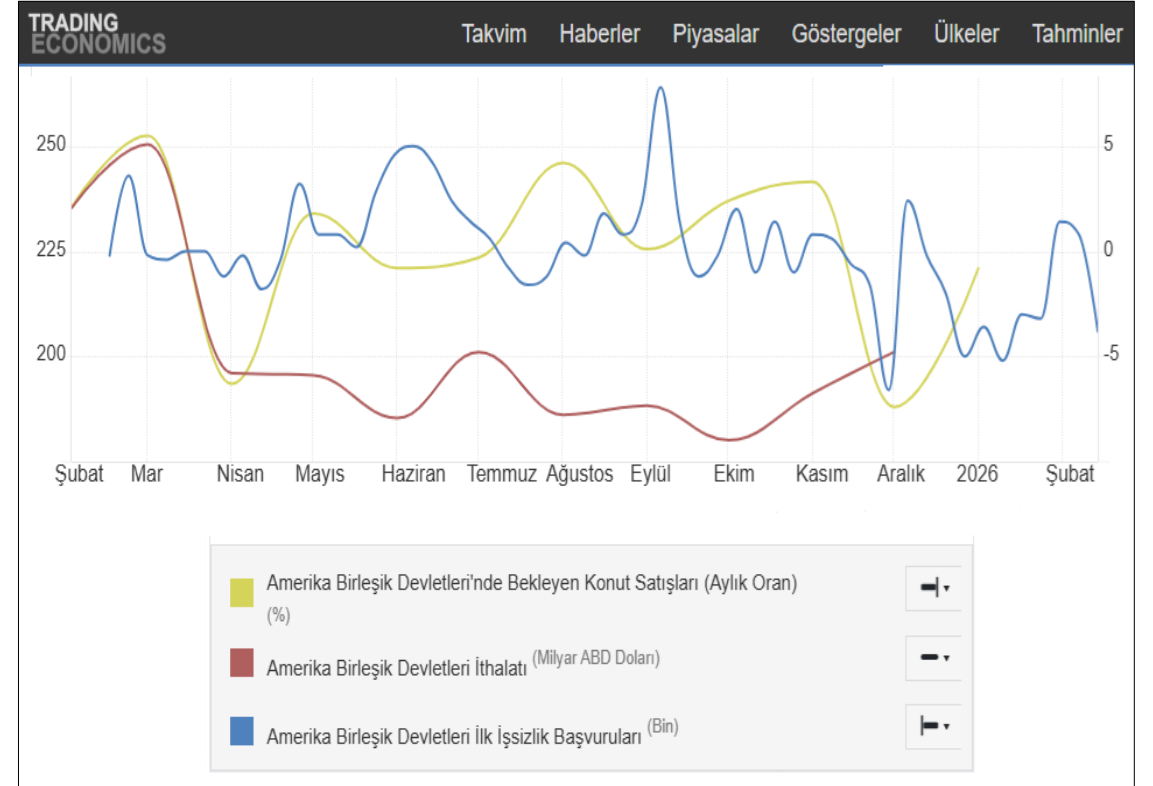 TRADING
ECONOMICS
Takvim Haberler Piyasalar Göstergeler Ülkeler Tahminler
250
225
200
5
0
-5
Şubat Mar Nisan Mayıs Haziran Temmuz Ağustos Eylül Ekim Kasım Aralık 2026 Şubat
Amerika Birleşik Devletleri'nde Bekleyen Konut Satışları (Aylık Oran)
(%)
Amerika Birleşik Devletleri İthalatı (Milyar ABD Doları)
Amerika Birleşik Devletleri İlk İşsizlik Başvuruları (Bin)